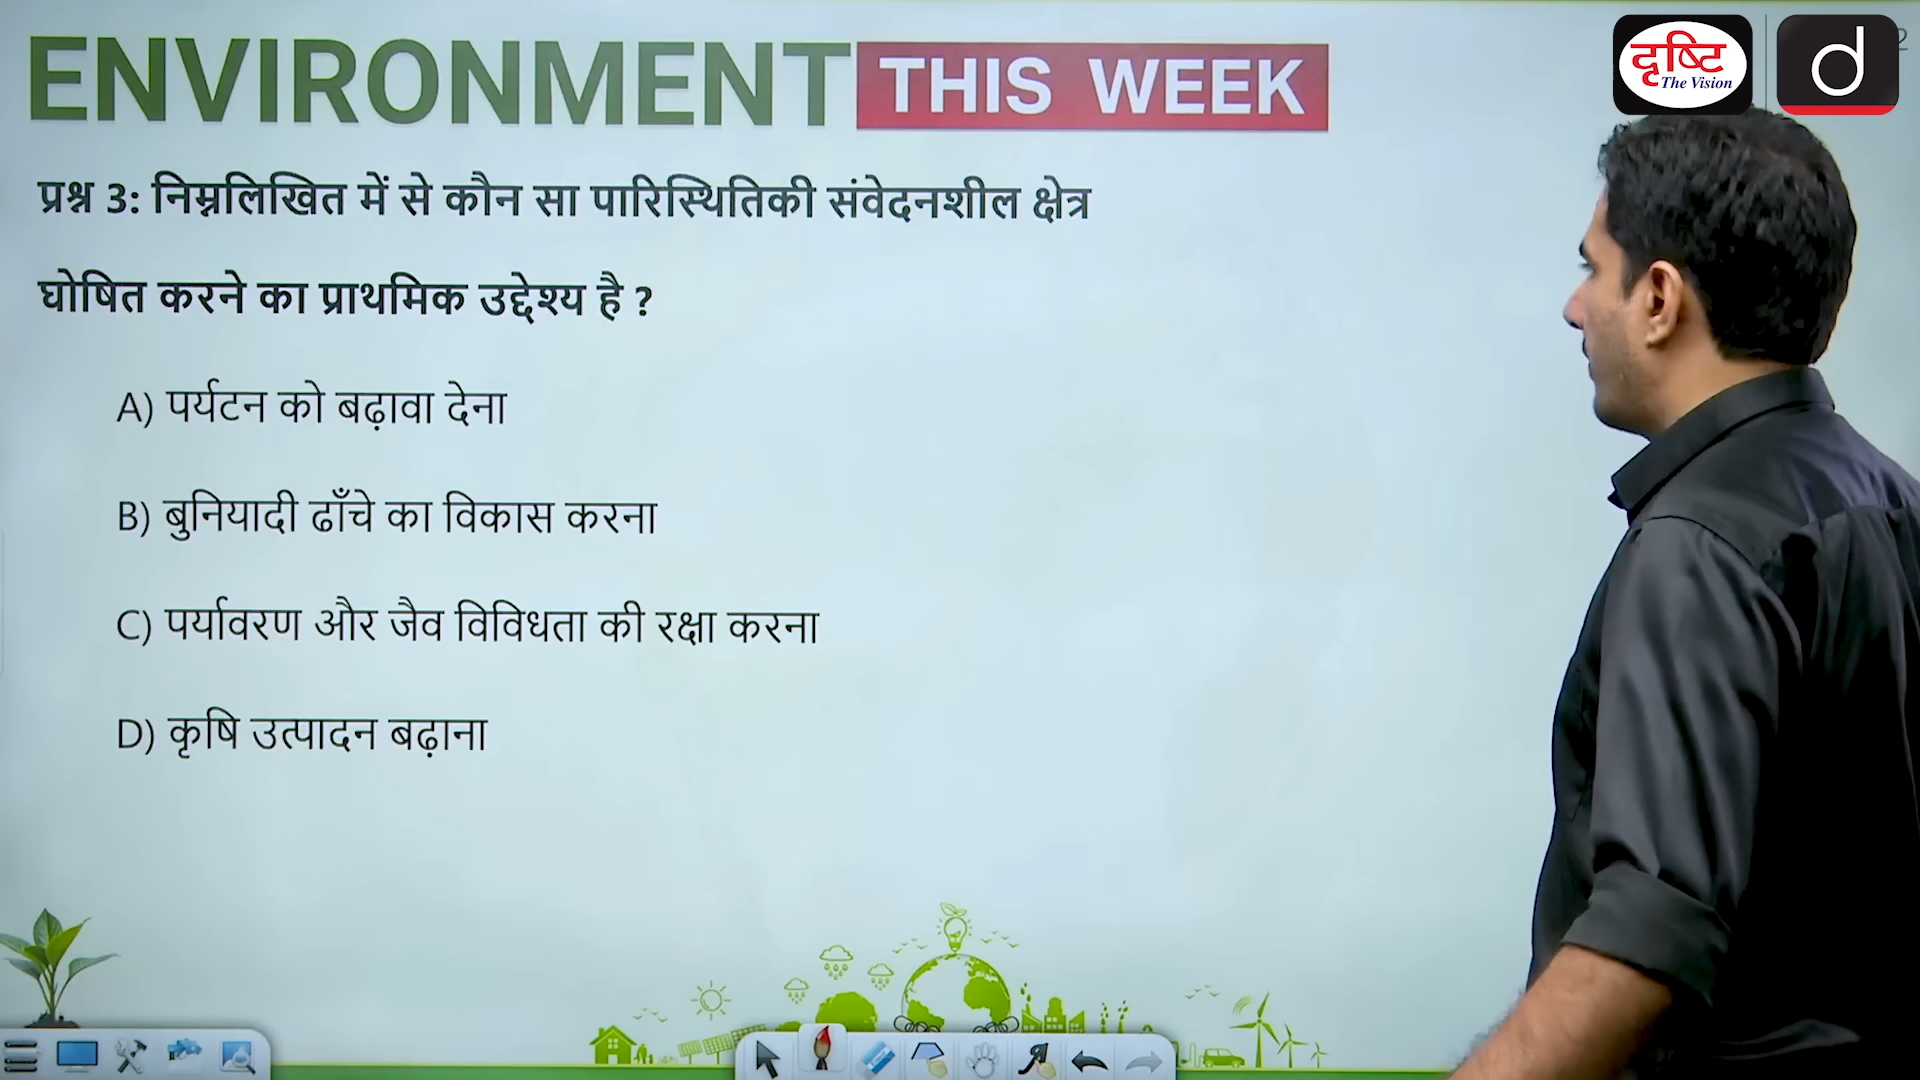 ENVIRONMENT THIS WEEK
दृष्टि
The Vision
d
2
प्रश्न 3: निम्नलिखित में से कौन सा पारिस्थितिकी संवेदनशील क्षेत्र
घोषित करने का प्राथमिक उद्देश्य है ?
A) पर्यटन को बढ़ावा देना
B) बुनियादी ढाँचे का विकास करना
C) पर्यावरण और जैव विविधता की रक्षा करना
D) कृषि उत्पादन बढ़ाना